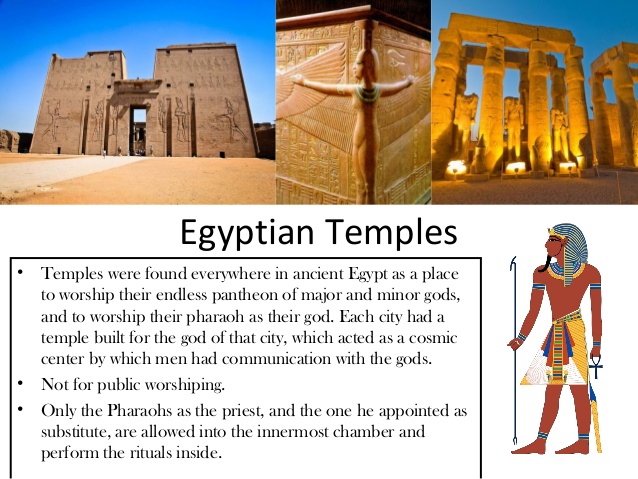 Egyptian Temples
• Temples were found everywhere in ancient Egypt as a place
to worship their endless pantheon of major and minor gods,
and to worship their pharaoh as their god. Each city had a
temple built for the god of that city, which acted as a cosmic
center by which men had communication with the gods.
• Not for public worshiping.
• Only the Pharaohs as the priest, and the one he appointed as
substitute, are allowed into the innermost chamber and
perform the rituals inside.